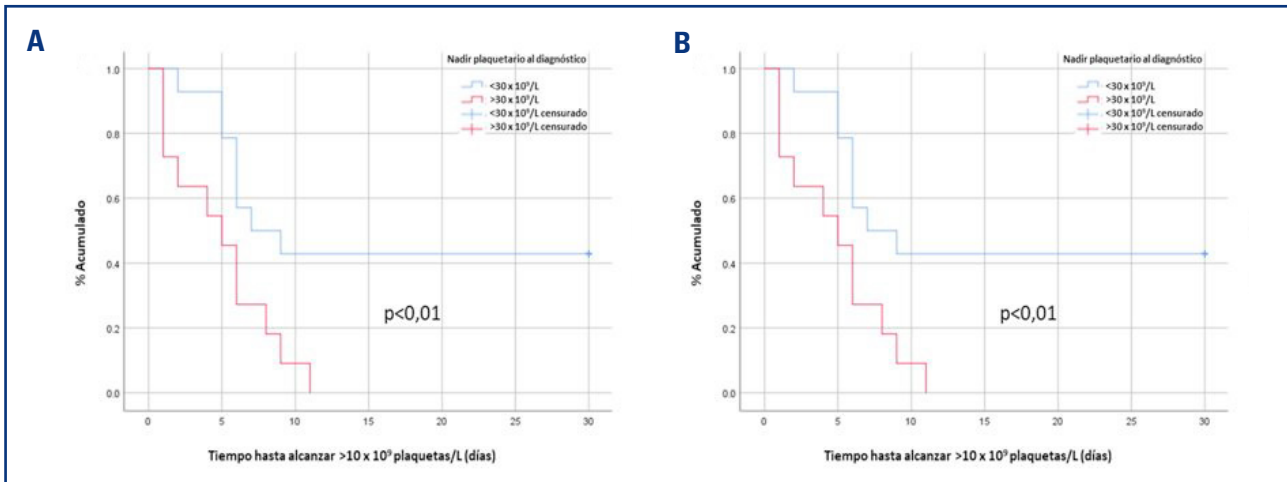 A
Nadir plaquetario al diagnóstico
<30 x 10⁹/L
>30 x 10⁹/L
<30 x 10⁹/L censurado
>30 x 10⁹/L censurado
1.0
0.8
0.6
0.4
0.2
0.0
% Acumulado
p<0,01
0 5 10 15 20 25 30
Tiempo hasta alcanzar >10 x 10⁹ plaquetas/L (días)
B
Nadir plaquetario al diagnóstico
<30 x 10⁹/L
>30 x 10⁹/L
<30 x 10⁹/L censurado
>30 x 10⁹/L censurado
1.0
0.8
0.6
0.4
0.2
0.0
% Acumulado
p<0,01
0 5 10 15 20 25 30
Tiempo hasta alcanzar >10 x 10⁹ plaquetas/L (días)